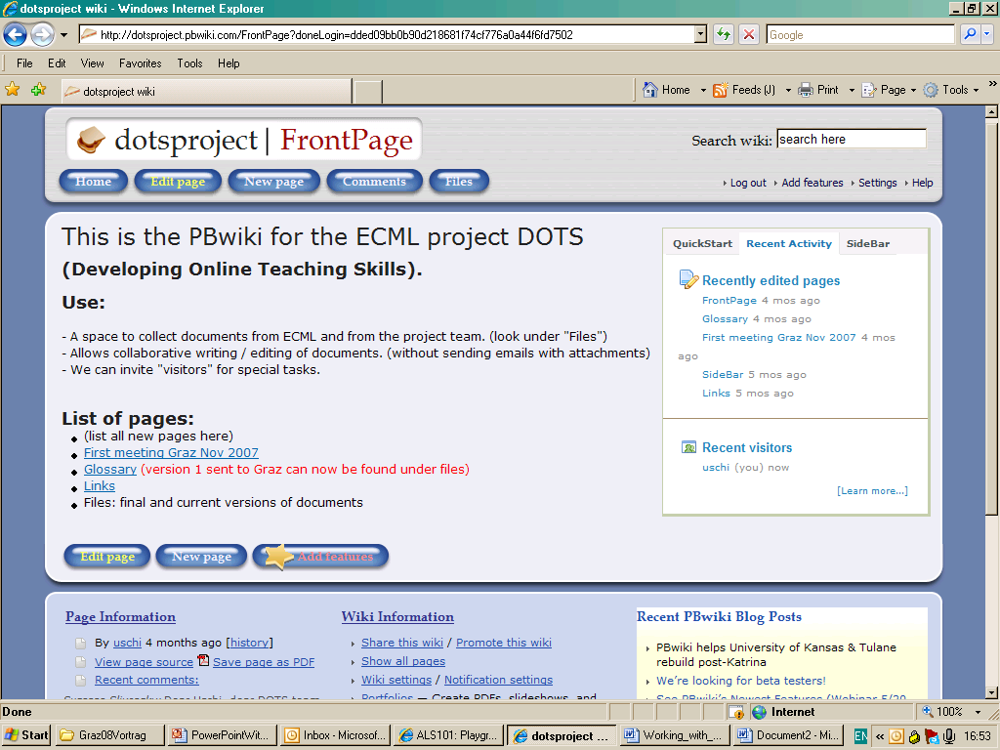 dotsproject wiki - Windows Internet Explorer
http://dotsproject.pbwiki.com/FrontPage?doneLogin=dded09bb0b90d218681f74cf776a0a44f6fd7502
Google
File Edit View Favorites Tools Help
dotsproject wiki
Home Feeds (J) Print Page Tools »
dotsproject | FrontPage
Search wiki: search here
Home Edit page New page Comments Files
Log out Add features Settings Help
This is the PBwiki for the ECML project DOTS
(Developing Online Teaching Skills).
Use:
- A space to collect documents from ECML and from the project team. (look under "Files")
- Allows collaborative writing / editing of documents. (without sending emails with attachments)
- We can invite "visitors" for special tasks.
List of pages:
(list all new pages here)
First meeting Graz Nov 2007
Glossary (version 1 sent to Graz can now be found under files)
Links
Files: final and current versions of documents
Edit page New page Add features
QuickStart Recent Activity SideBar
Recently edited pages
FrontPage 4 mos ago
Glossary 4 mos ago
First meeting Graz Nov 2007 4 mos
ago
SideBar 5 mos ago
Links 5 mos ago
Recent visitors
uschi (you) now
[Learn more...]
Page Information
By uschi 4 months ago [history]
View page source Save page as PDF
Recent comments:
Wiki Information
Share this wiki / Promote this wiki
Show all pages
Wiki settings / Notification settings
Portfolios — Create PDFs, slideshows, and
Recent PBwiki Blog Posts
PBwiki helps University of Kansas & Tulane
rebuild post-Katrina
We're looking for beta testers!
See PBwiki's Newest Features (Webinar 5/20
Done Internet 100%
Start Graz08Vortrag PowerPointWit... Inbox - Microsof... ALS101: Playgr... dotsproject ... Working_with_... Document2 - Mi... EN « 16:53